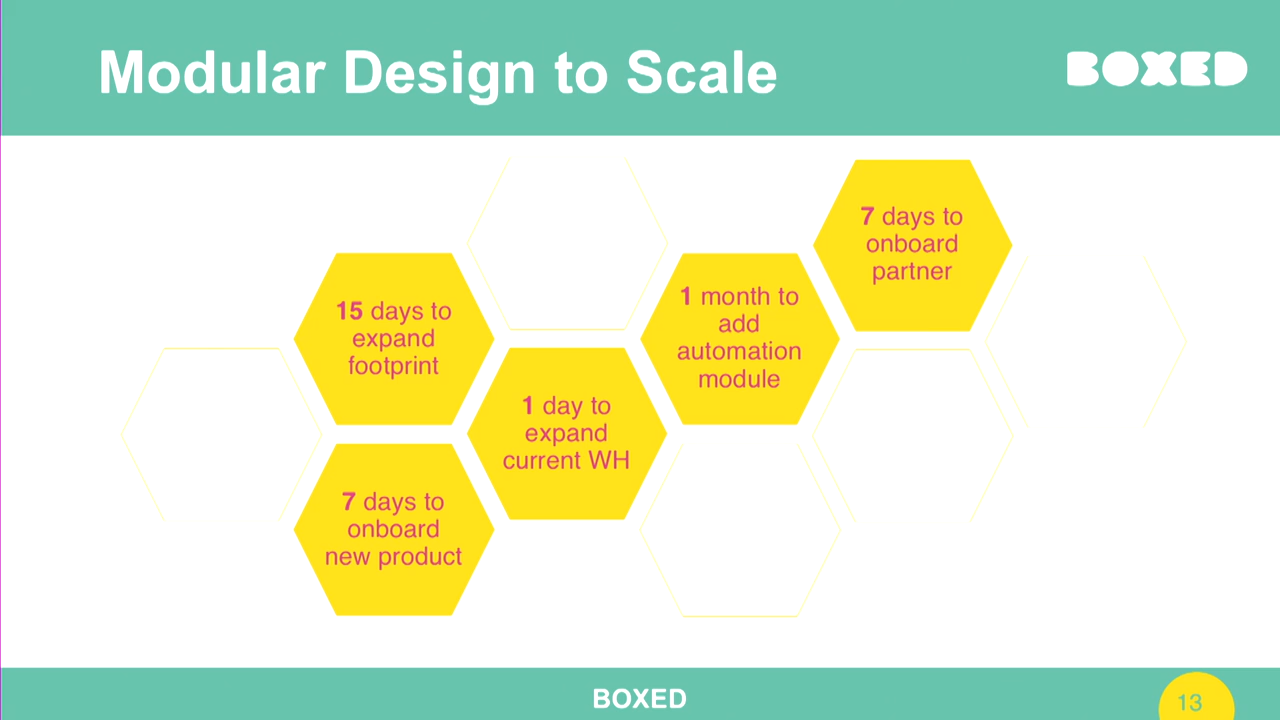 Modular Design to Scale
BOXED
7 days to
onboard
partner
15 days to
expand
footprint
1 month to
add
automation
module
1 day to
expand
current WH
7 days to
onboard
new product
BOXED
13